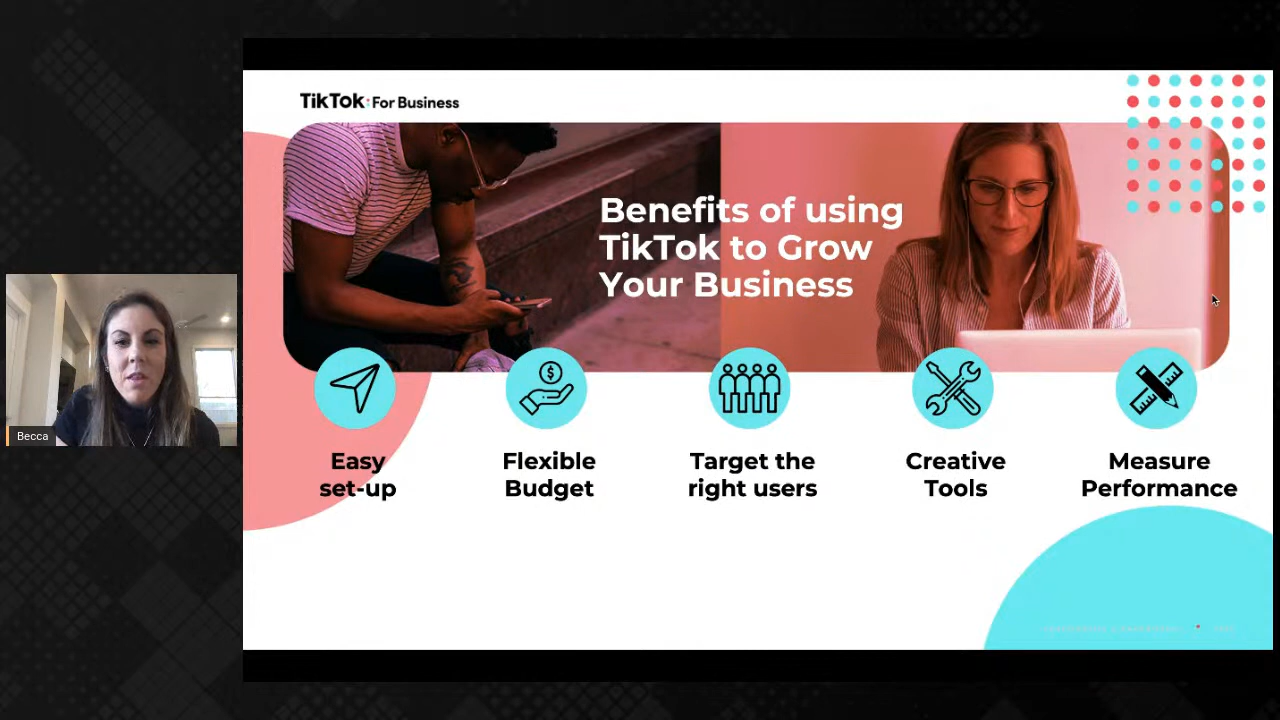 TikTok: For Business
Benefits of using
TikTok to Grow
Your Business
Easy
set-up
Flexible
Budget
Target the
right users
Creative
Tools
Measure
Performance
Becca